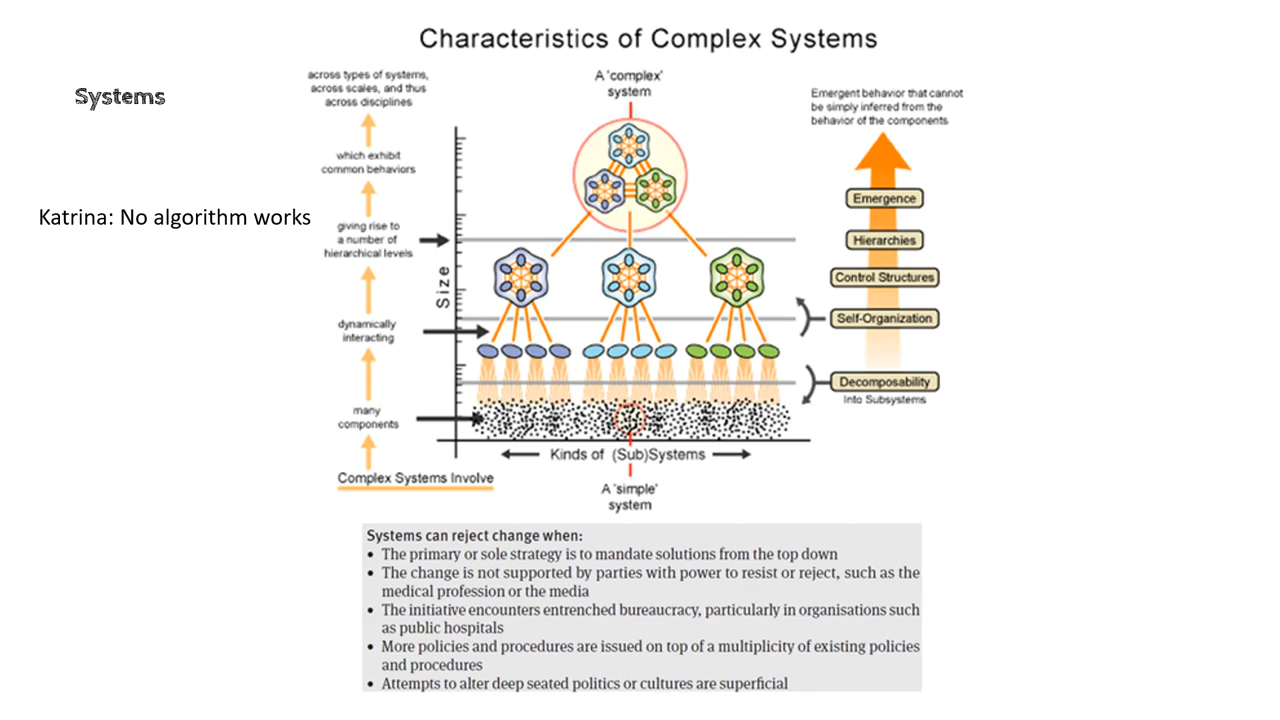 Characteristics of Complex Systems
Systems
Katrina: No algorithm works
across types of systems,
across scales, and thus
across disciplines
which exhibit
common behaviors
giving rise to
a number of
hierarchical levels
dynamically
interacting
many
components
Complex Systems Involve
A 'complex'
system
Size
Kinds of (Sub)Systems
A 'simple'
system
Emergent behavior that cannot
be simply inferred from the
behavior of the components
Emergence
Hierarchies
Control Structures
Self-Organization
Decomposability
Into Subsystems
Systems can reject change when:
• The primary or sole strategy is to mandate solutions from the top down
• The change is not supported by parties with power to resist or reject, such as the
medical profession or the media
• The initiative encounters entrenched bureaucracy, particularly in organisations such
as public hospitals
• More policies and procedures are issued on top of a multiplicity of existing policies
and procedures
• Attempts to alter deep seated politics or cultures are superficial